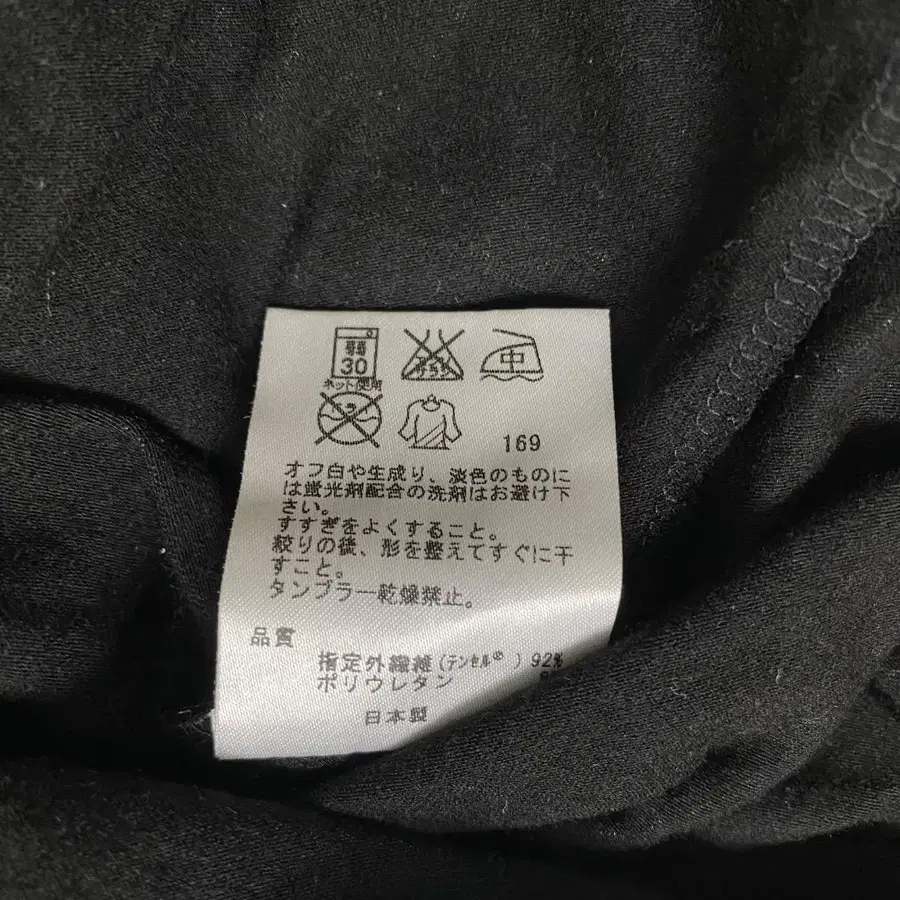 30
ネット使用
中
169
オフ白や生成り、淡色のものに
は蛍光剤配合の洗剤はお避け下
さい。
すすぎをよくすること。
絞りの後、形を整えてすぐに干
すこと。
タンブラー乾燥禁止。
品質
指定外繊維(テンセル®)92%
ポリウレタン
日本製